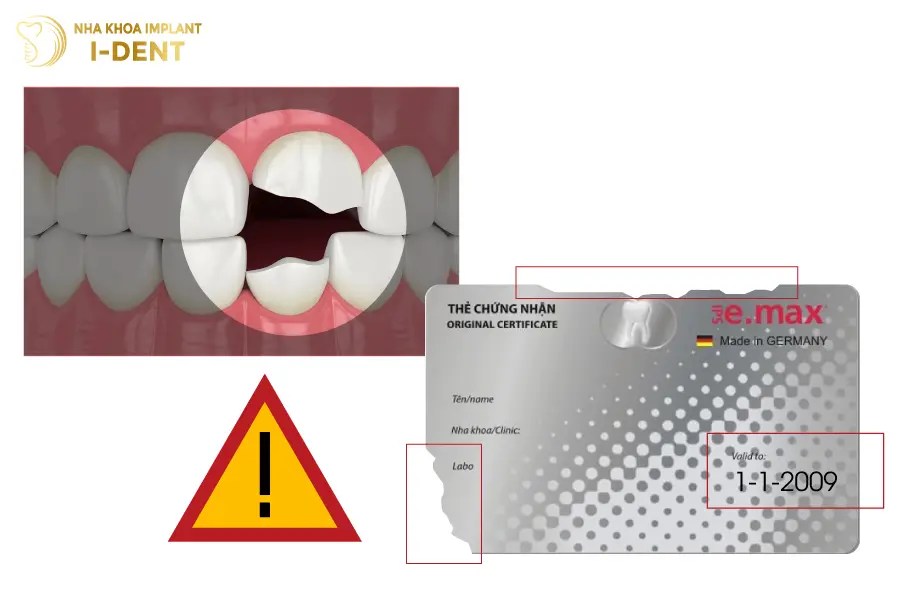 NHA KHOA IMPLANT
I-DENT
THẺ CHỨNG NHẬN
ORIGINAL CERTIFICATE
e.max
Made in GERMANY
Tên/name
Nha khoa/Clinic:
Labo
Valid to:
1-1-2009